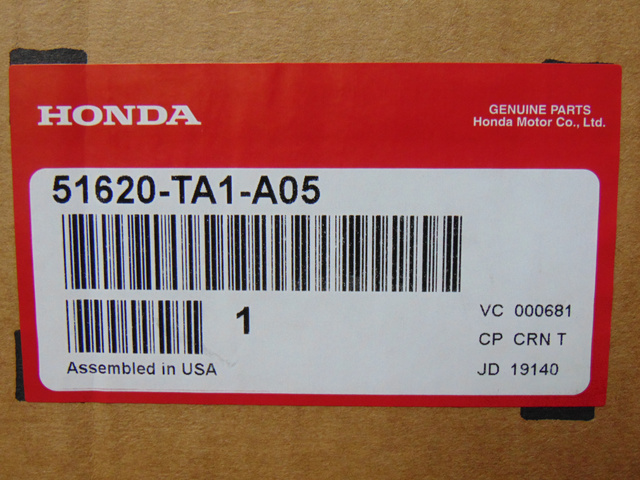 HONDA
GENUINE PARTS
Honda Motor Co., Ltd.
51620-TA1-A05
1
VC 000681
CP CRN T
Assembled in USA
JD 19140